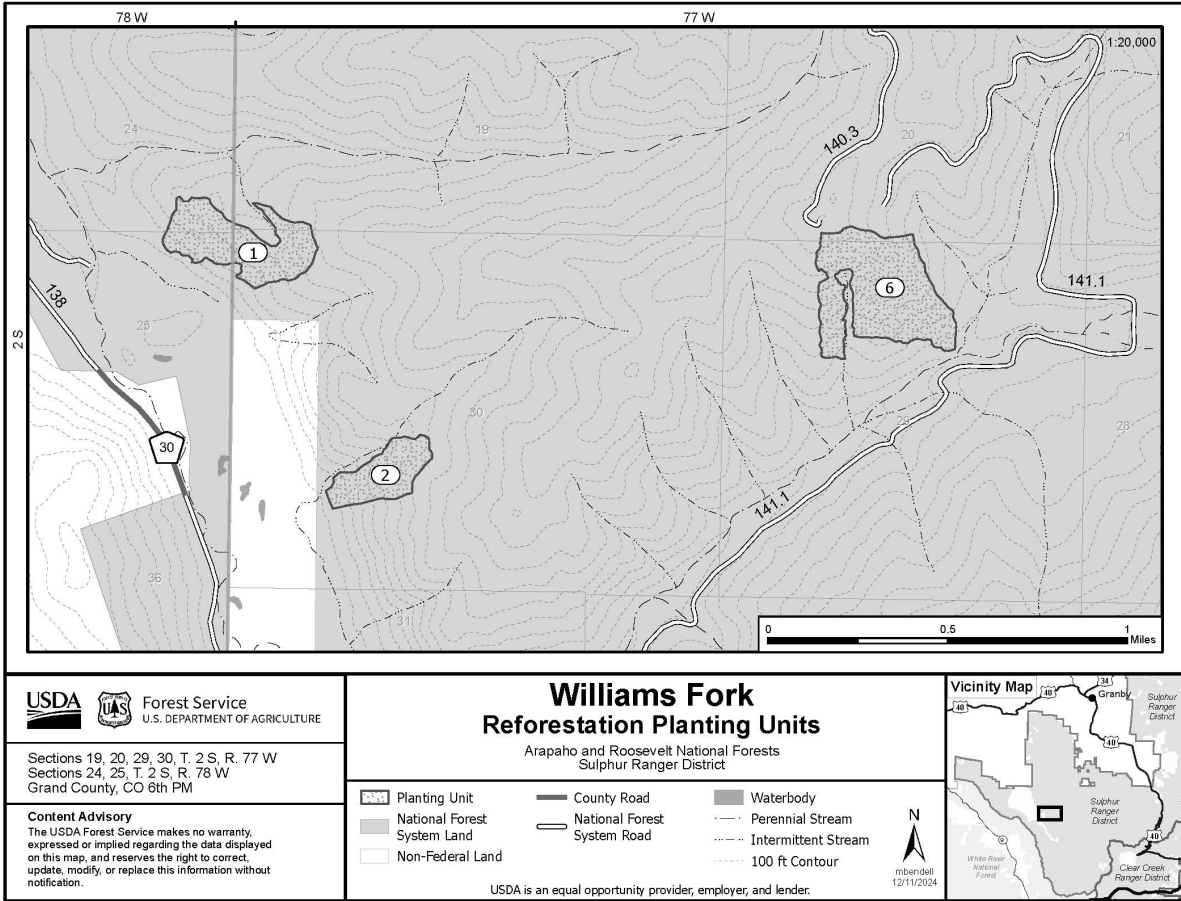 78 W
77 W
1:20,000
2 S
24
19
20
21
140.3
1
6
141.1
138
25
30
30
2
29
28
141.1
36
31
0
0.5
1
Miles
USDA
Forest Service
U.S. DEPARTMENT OF AGRICULTURE
Sections 19, 20, 29, 30, T. 2 S, R. 77 W
Sections 24, 25, T. 2 S, R. 78 W
Grand County, CO 6th PM
Content Advisory
The USDA Forest Service makes no warranty,
expressed or implied regarding the data displayed
on this map, and reserves the right to correct,
update, modify, or replace this information without
notification.
Williams Fork
Reforestation Planting Units
Arapaho and Roosevelt National Forests
Sulphur Ranger District
Planting Unit
National Forest
System Land
Non-Federal Land
County Road
National Forest
System Road
Waterbody
Perennial Stream
Intermittent Stream
100 ft Contour
N
mbendell
12/11/2024
USDA is an equal opportunity provider, employer, and lender.
Vicinity Map
40
34
40
Granby
Sulphur
Ranger
District
40
40
Sulphur
Ranger
District
40
9
White River
National
Forest
Clear Creek
Ranger District